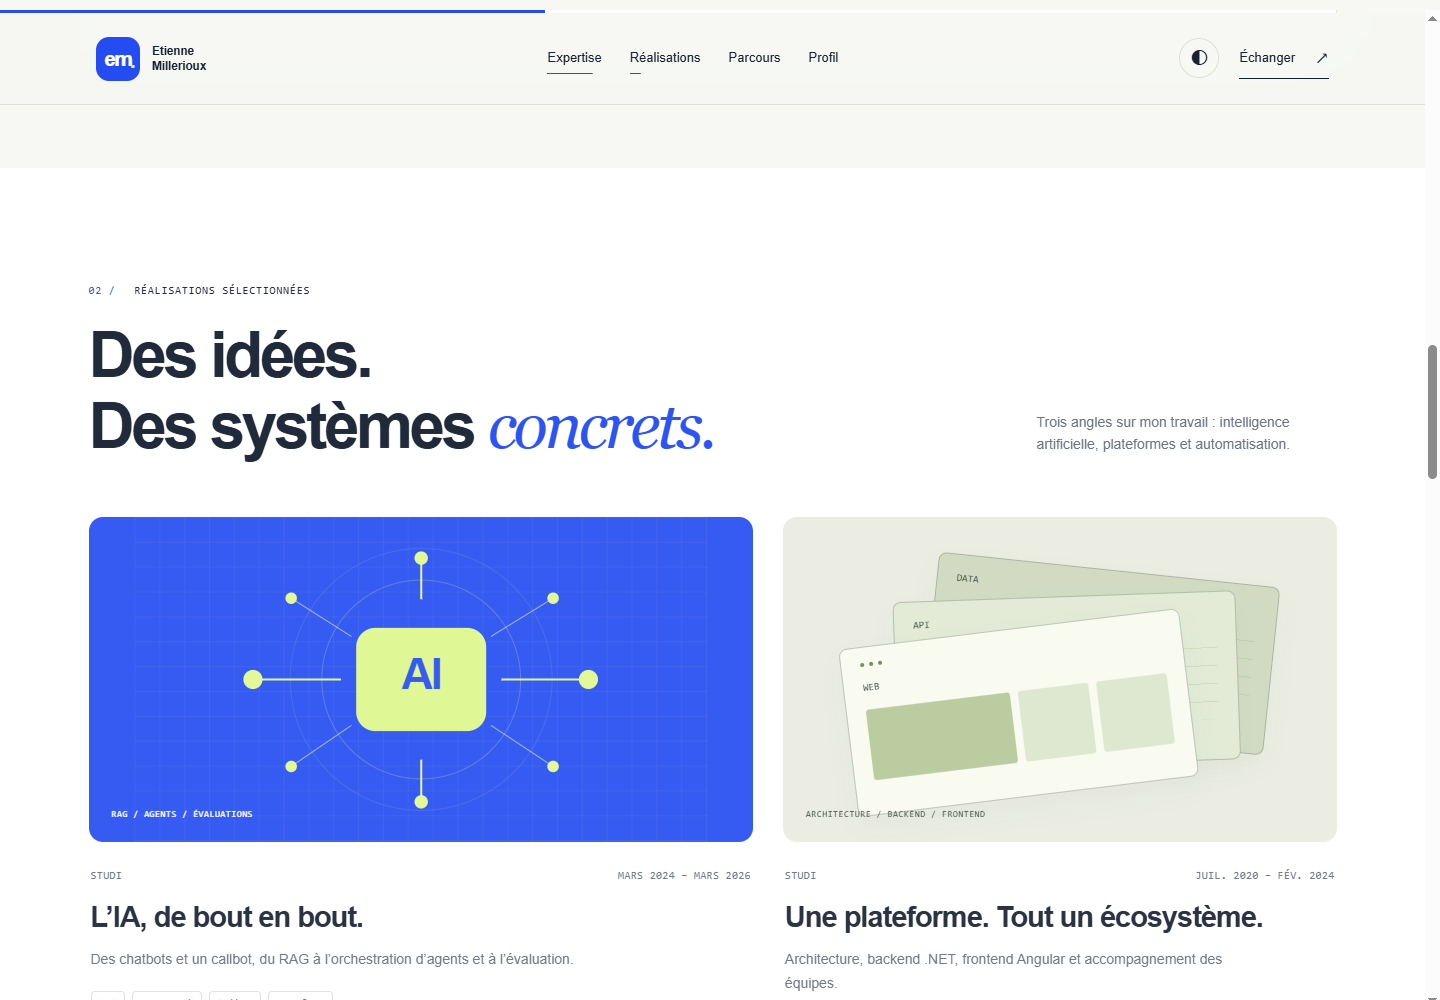 em.
Etienne
Millerioux
Expertise
Réalisations
Parcours
Profil
Échanger ↗
02 / RÉALISATIONS SÉLECTIONNÉES
Des idées.
Des systèmes concrets.
Trois angles sur mon travail : intelligence
artificielle, plateformes et automatisation.
AI
RAG / AGENTS / ÉVALUATIONS
DATA
API
WEB
ARCHITECTURE / BACKEND / FRONTEND
STUDI
MARS 2024 – MARS 2026
L’IA, de bout en bout.
Des chatbots et un callbot, du RAG à l’orchestration d’agents et à l’évaluation.
STUDI
JUIL. 2020 – FÉV. 2024
Une plateforme. Tout un écosystème.
Architecture, backend .NET, frontend Angular et accompagnement des
équipes.